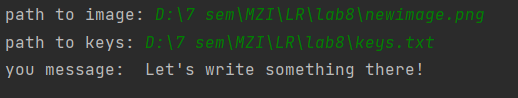 path to image: D:\7 sem\MZI\LR\lab8\newimage.png
path to keys: D:\7 sem\MZI\LR\lab8\keys.txt
you message:  Let's write something there!